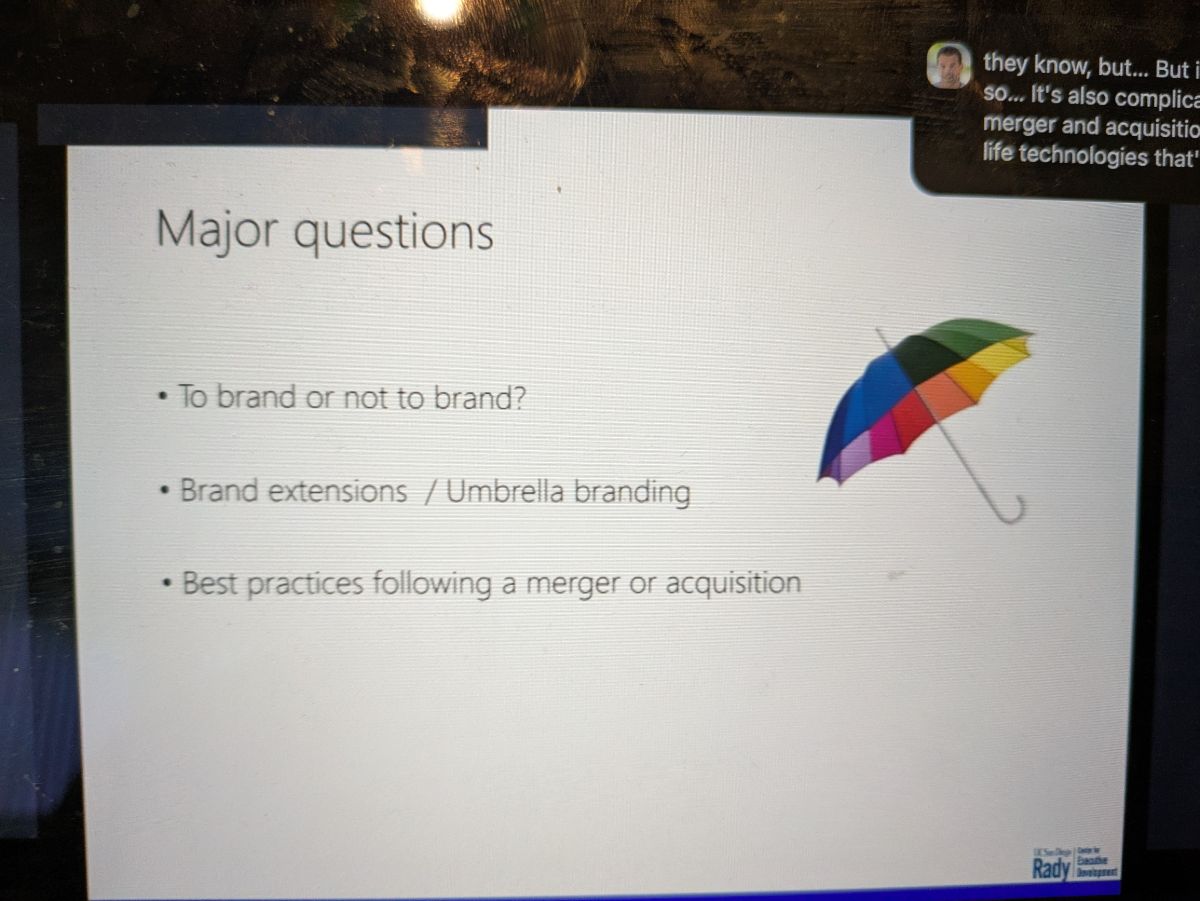 they know, but... But i
so... It's also complica
merger and acquisitio
life technologies that'
Major questions
• To brand or not to brand?
• Brand extensions / Umbrella branding
• Best practices following a merger or acquisition
UC San Diego
Rady
Center for
Executive
Development